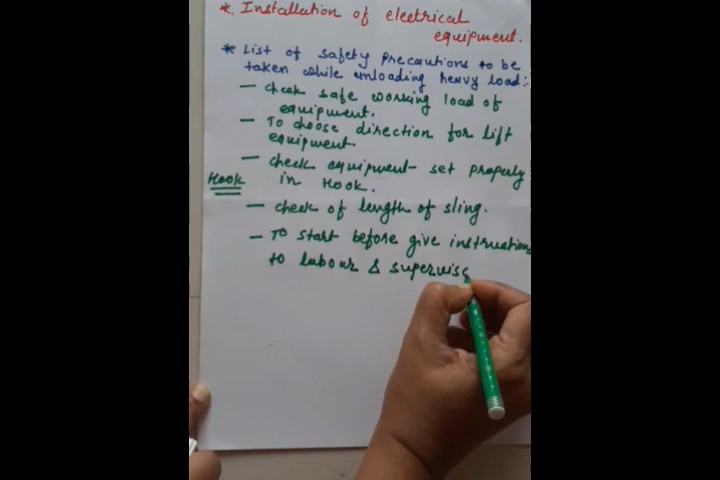 * Installation of electrical
equipment.
* List of safety precautions to be
taken while unloading heavy load:
- check safe working load of
equipment.
- To choose direction for lift
equipment
- check equipment set properly
in Hook.
Hook
- check of length of sling.
- To start before give instructions
to labour & superviso